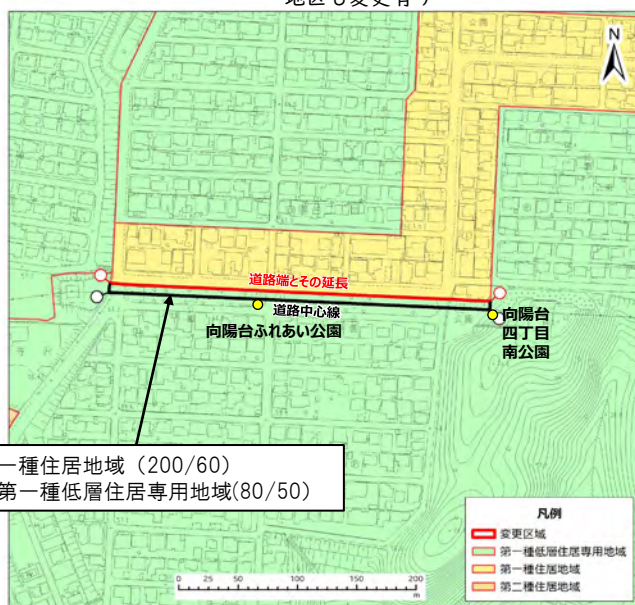 地区も変更有り
公園
N
道路端とその延長
道路中心線
向陽台ふれあい公園
向陽台
四丁目
南公園
一種住居地域（200/60）
第一種低層住居専用地域(80/50)
凡例
変更区域
第一種低層住居専用地域
第一種住居地域
第二種住居地域
0 25 50 100 150 200
m